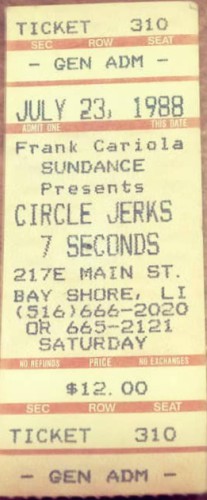 TICKET 310
SEC ROW SEAT
- GEN ADM -
JULY 23, 1988
ADMIT ONE THIS DATE
Frank Cariola
SUNDANCE
Presents
CIRCLE JERKS
7 SECONDS
217E MAIN ST.
BAY SHORE, LI
(516)666-2020
OR 665-2121
SATURDAY
NO REFUNDS PRICE NO EXCHANGES
$12.00
SEC ROW SEAT
TICKET 310
- GEN ADM -